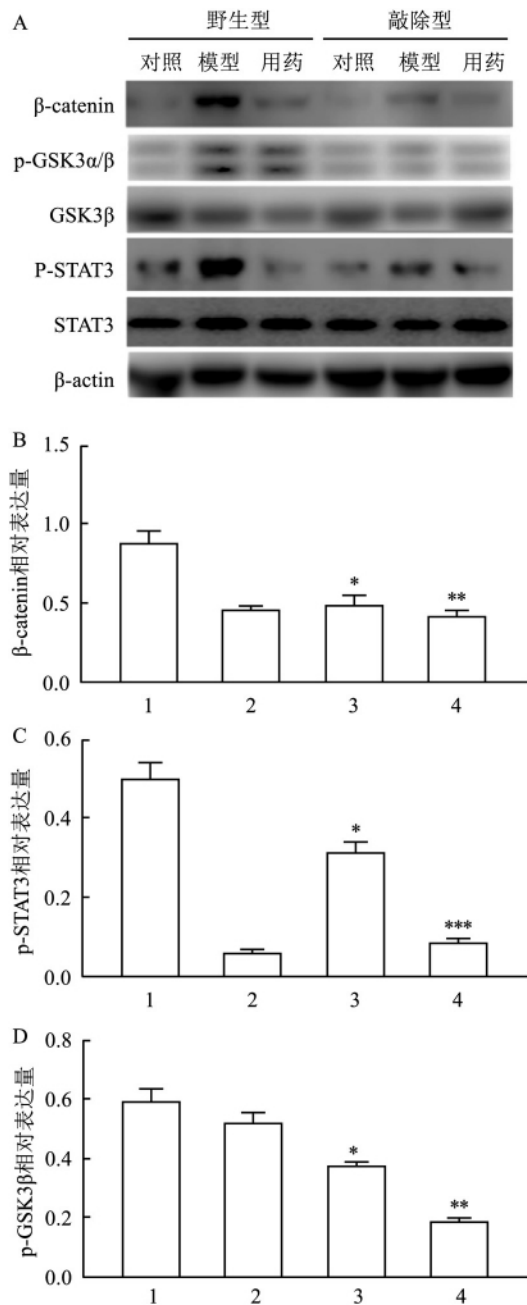 A
野生型 敲除型
对照 模型 用药 对照 模型 用药
β-catenin
p-GSK3α/β
GSK3β
P-STAT3
STAT3
β-actin
B
β-catenin相对表达量
1.5
1.0
0.5
0.0
* **
1 2 3 4
C
p-STAT3相对表达量
0.6
0.4
0.2
0.0
* ***
1 2 3 4
D
p-GSK3β相对表达量
0.8
0.6
0.4
0.2
0.0
* **
1 2 3 4